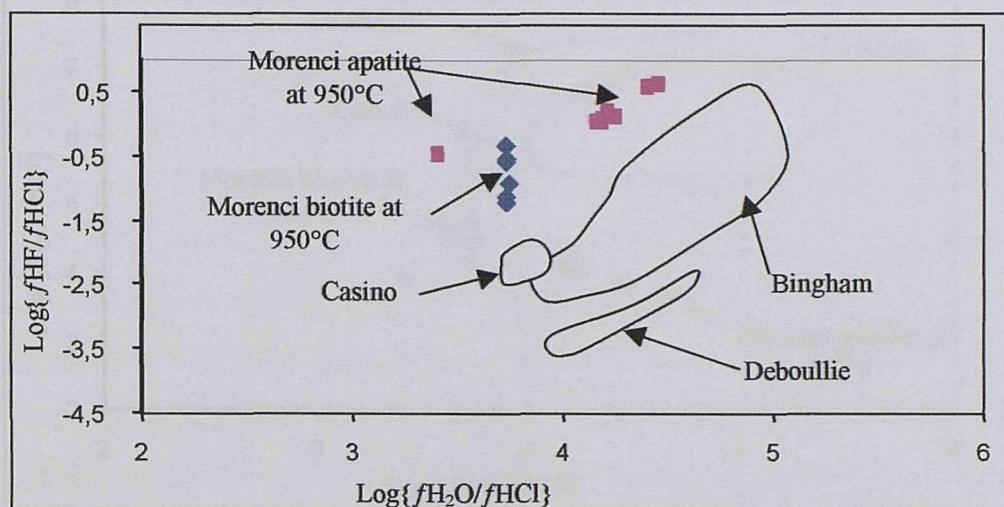 Morenci apatite
at 950°C
0,5
-0,5
-1,5
-2,5
-3,5
-4,5
Log{fHF/fHCl}
Morenci biotite at
950°C
Casino
Bingham
Deboullie
2
3
4
5
6
Log{fH₂O/fHCl}